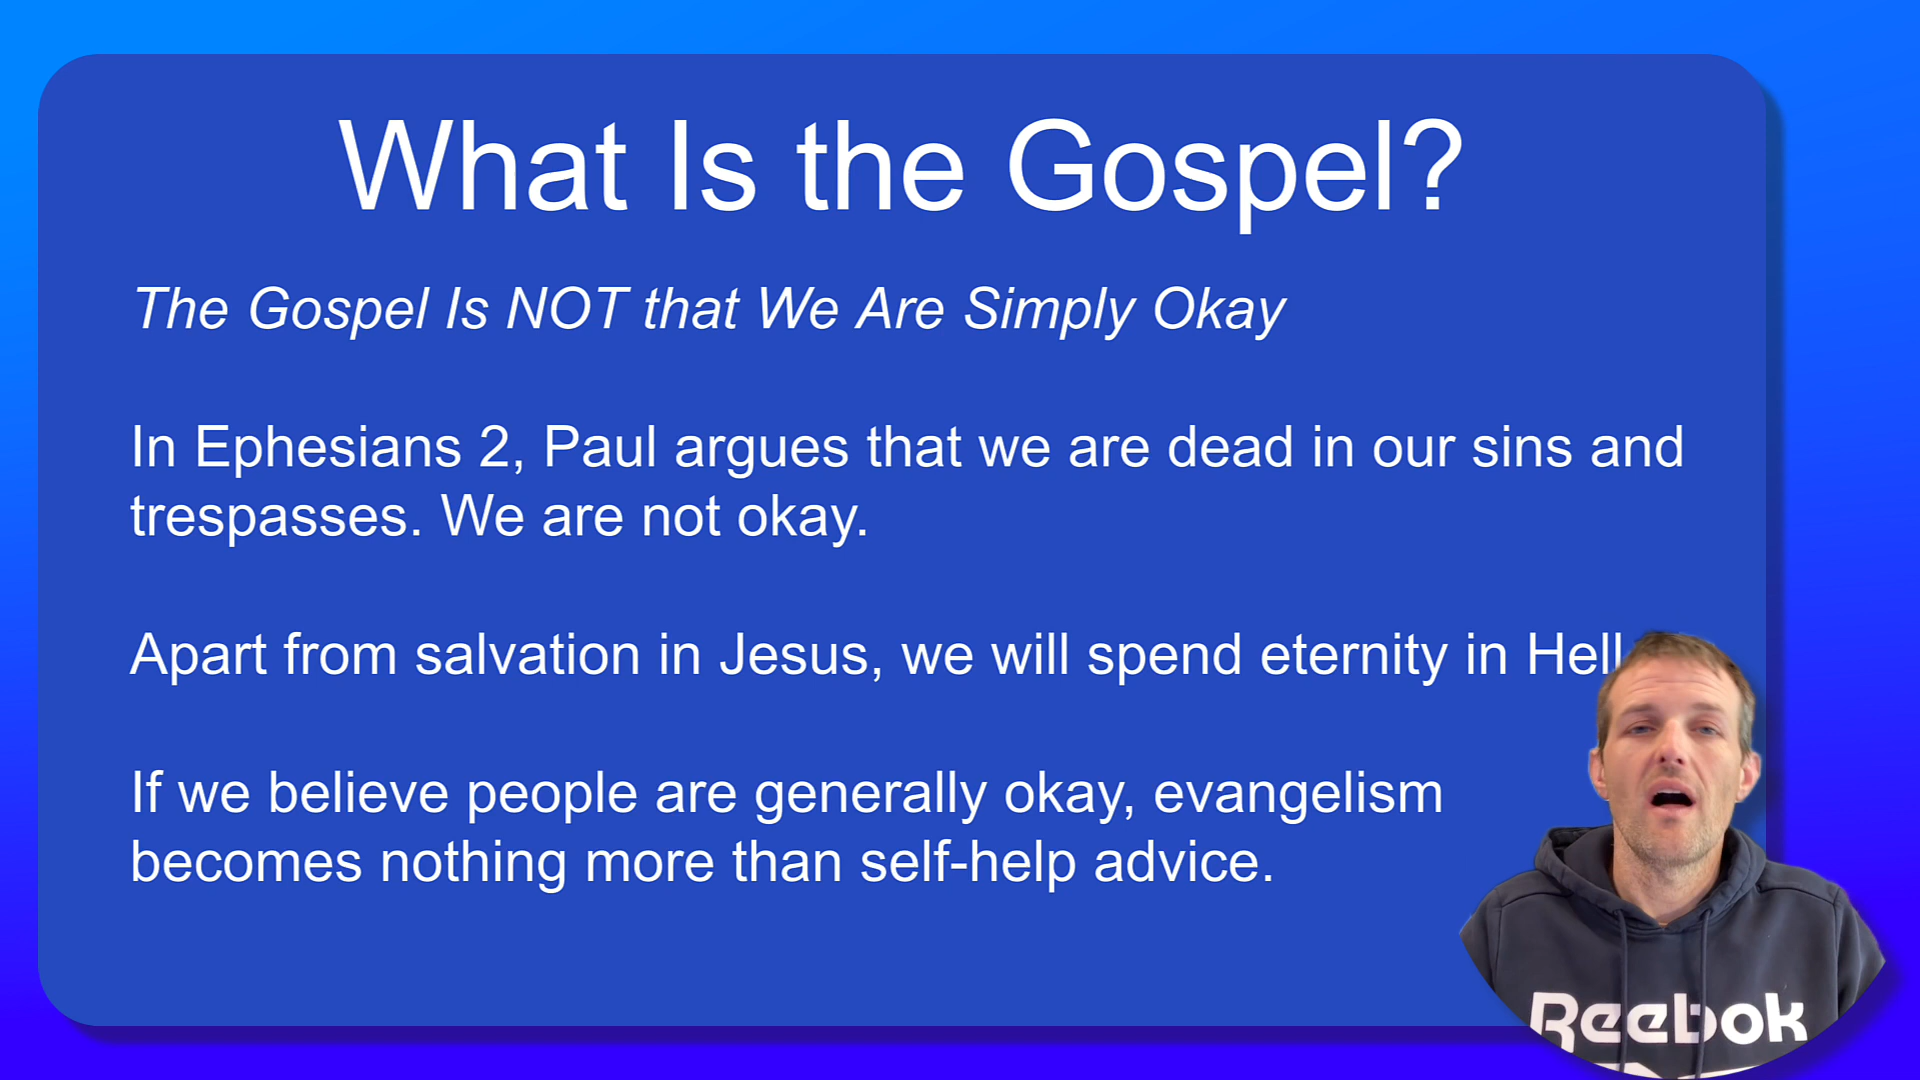 What Is the Gospel?
The Gospel Is NOT that We Are Simply Okay
In Ephesians 2, Paul argues that we are dead in our sins and
trespasses. We are not okay.
Apart from salvation in Jesus, we will spend eternity in Hell
If we believe people are generally okay, evangelism
becomes nothing more than self-help advice.
Reebok